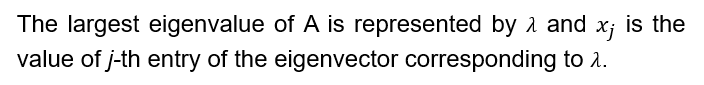 The largest eigenvalue of A is represented by λ and xⱼ is the
value of j-th entry of the eigenvector corresponding to λ.